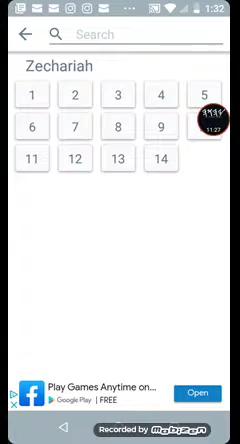 1:32
Search
Zechariah
1 2 3 4 5
6 7 8 9
11:27
11 12 13 14
Play Games Anytime on...
Google Play | FREE
Open
Recorded by Mobizen